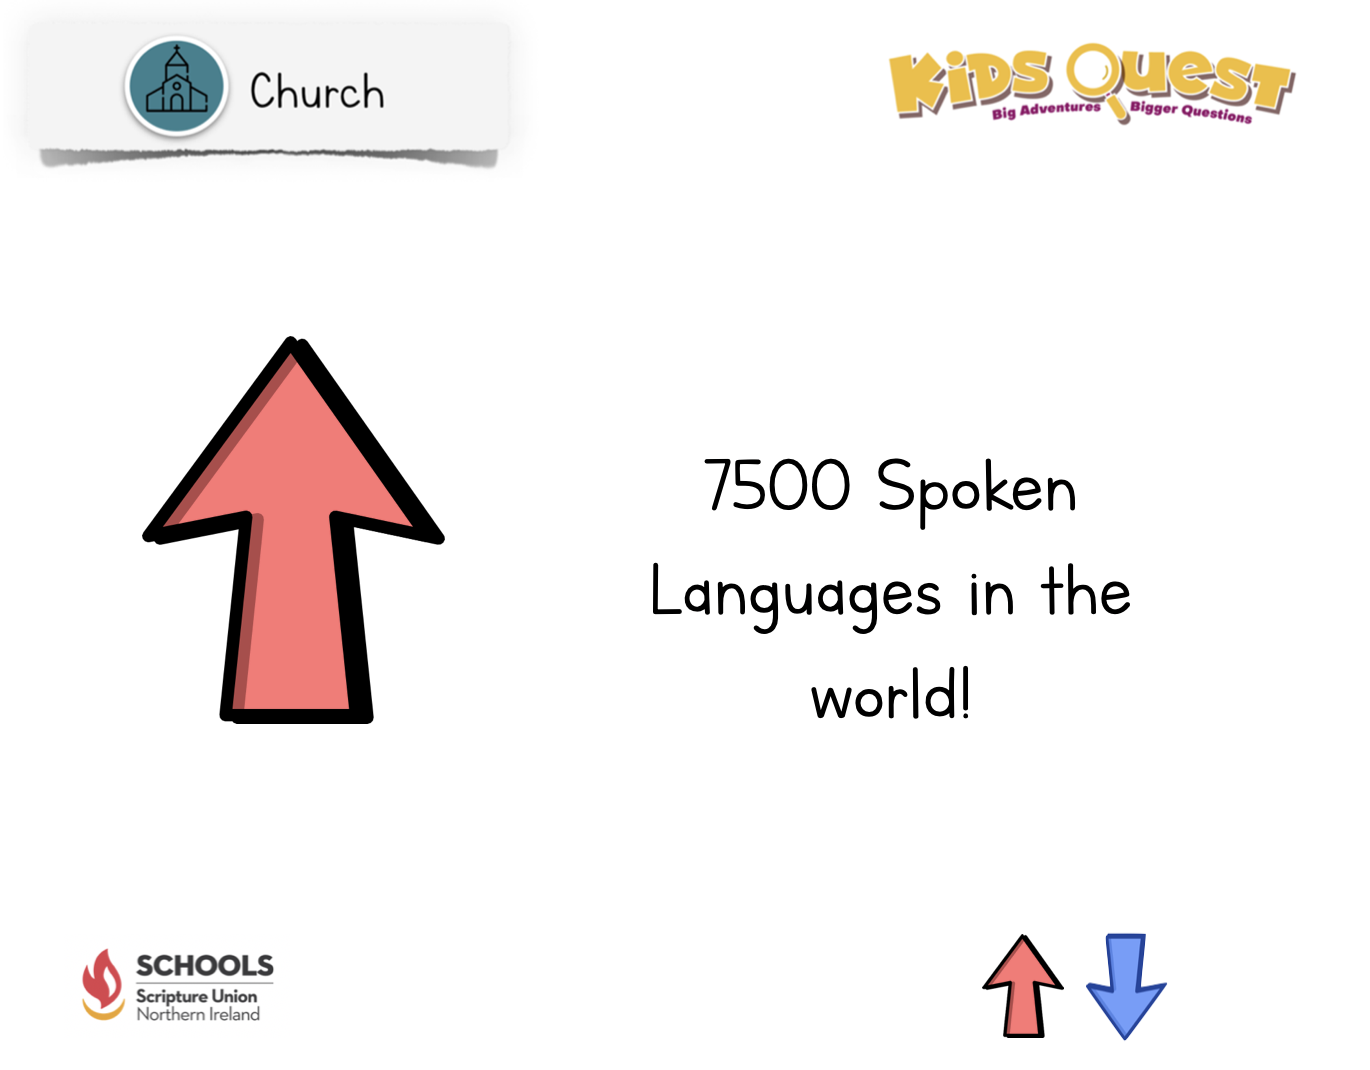 Church
KiDS QUEST
Big Adventures Bigger Questions
7500 Spoken
Languages in the
world!
SCHOOLS
Scripture Union
Northern Ireland